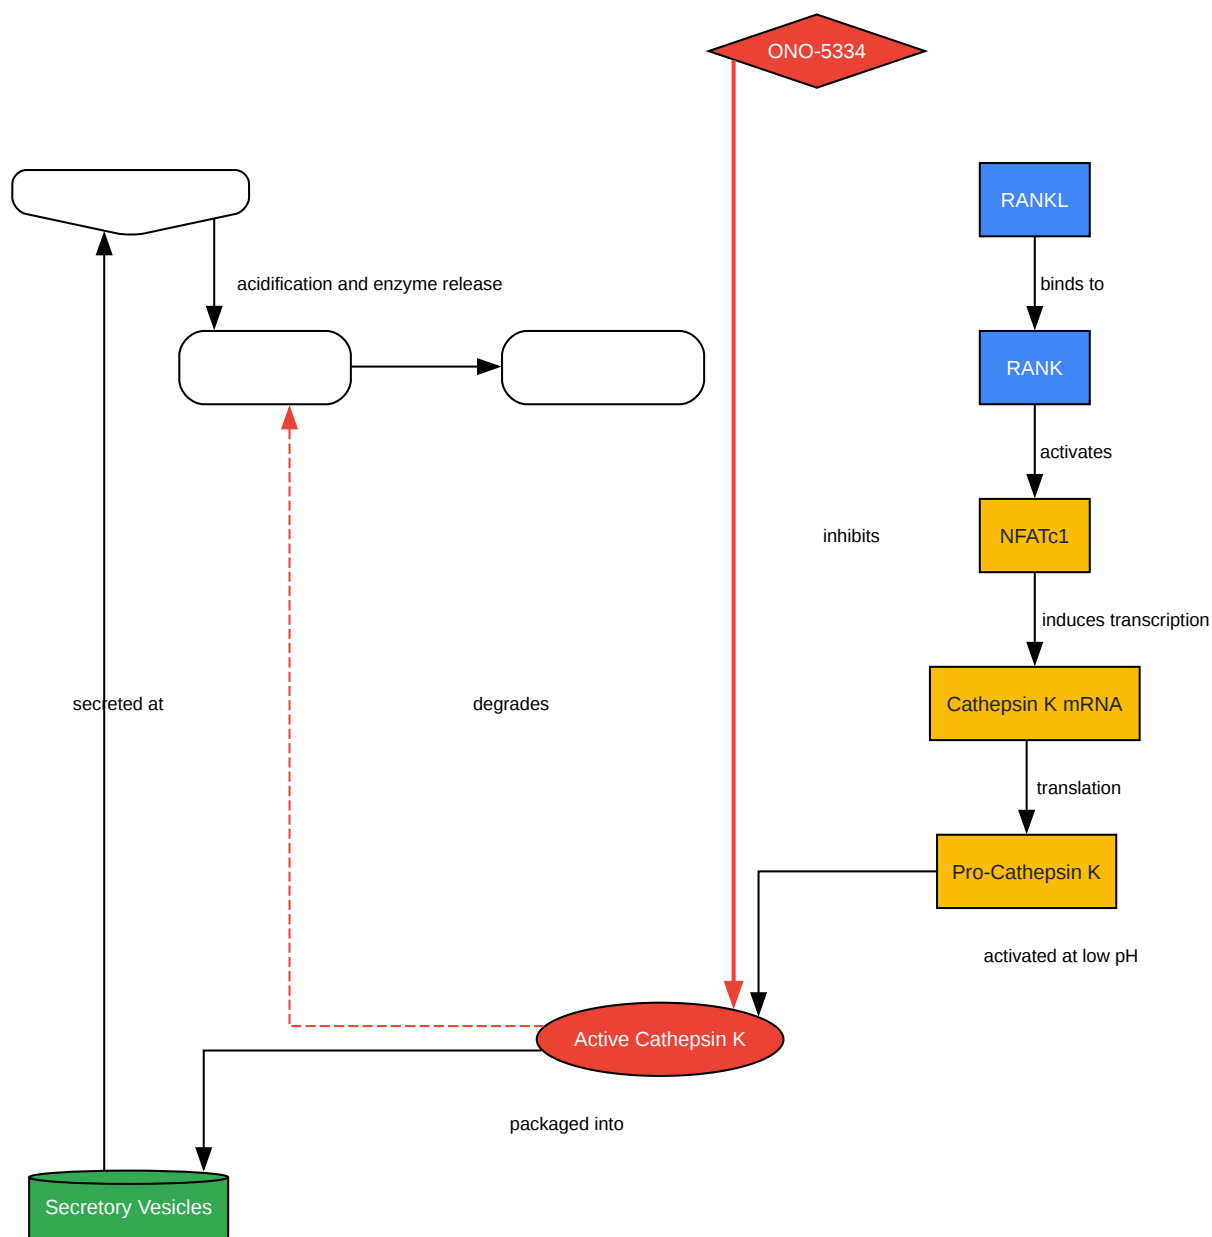 ONO-5334
RANKL
acidification and enzyme release
binds to
RANK
activates
NFATc1
inhibits
induces transcription
secreted at
degrades
Cathepsin K mRNA
translation
Pro-Cathepsin K
activated at low pH
Active Cathepsin K
packaged into
Secretory Vesicles